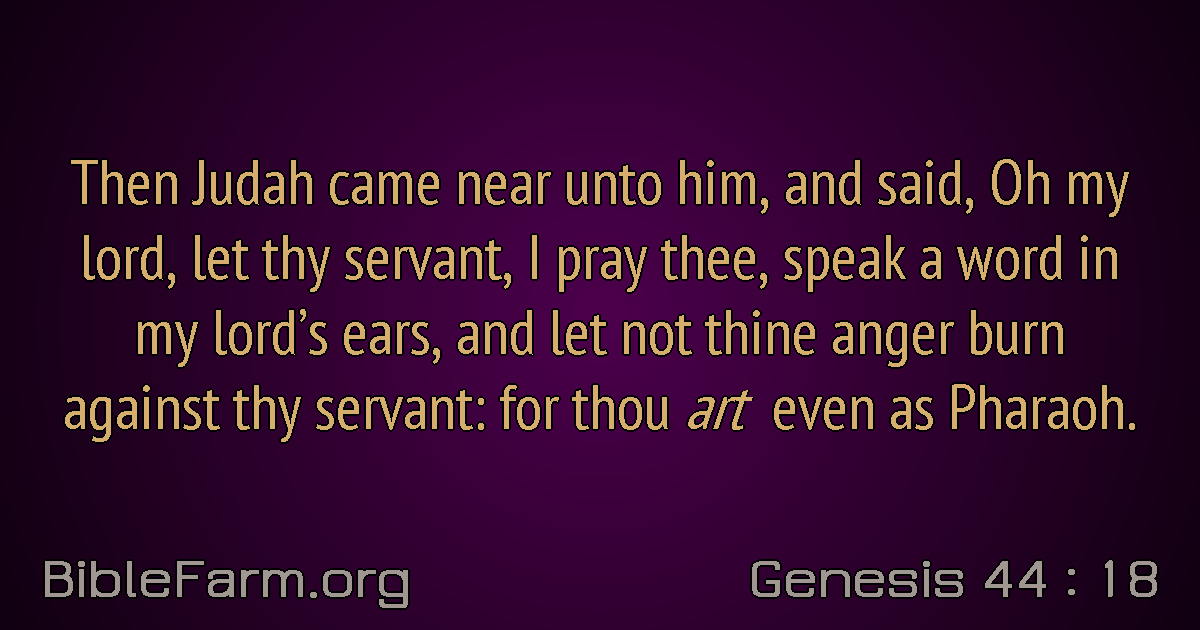 Then Judah came near unto him, and said, Oh my
lord, let thy servant, I pray thee, speak a word in
my lord’s ears, and let not thine anger burn
against thy servant: for thou art even as Pharaoh.
BibleFarm.org
Genesis 44 : 18